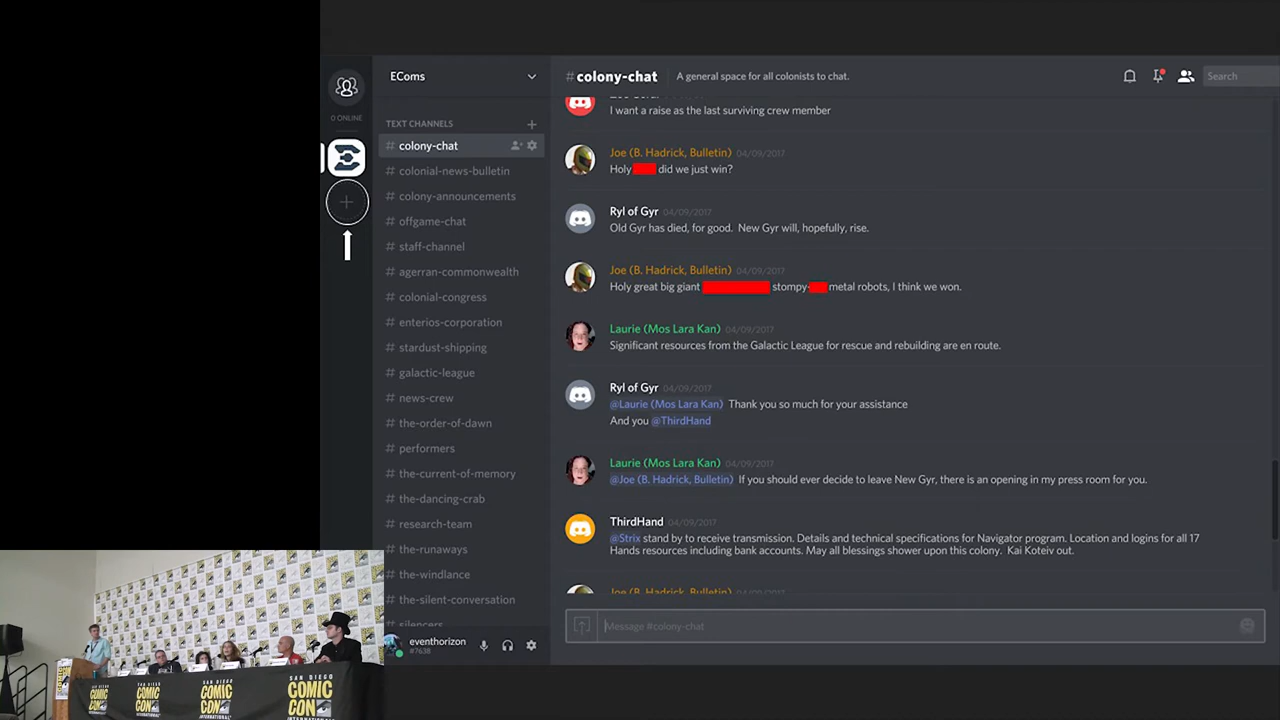 EComs
#colony-chat
A general space for all colonists to chat.
Search
0 ONLINE
TEXT CHANNELS
# colony-chat
# colonial-news-bulletin
# colony-announcements
# offgame-chat
# staff-channel
# agerran-commonwealth
# colonial-congress
# enterios-corporation
# stardust-shipping
# galactic-league
# news-crew
# the-order-of-dawn
# performers
# the-current-of-memory
# the-dancing-crab
# research-team
# the-runaways
# the-windlance
# the-silent-conversation
# silencers
eventhorizon
#7638
I want a raise as the last surviving crew member
Joe (B. Hadrick, Bulletin) 04/09/2017
Holy did we just win?
Ryl of Gyr 04/09/2017
Old Gyr has died, for good. New Gyr will, hopefully, rise.
Joe (B. Hadrick, Bulletin) 04/09/2017
Holy great big giant stompy- metal robots, I think we won.
Laurie (Mos Lara Kan) 04/09/2017
Significant resources from the Galactic League for rescue and rebuilding are en route.
Ryl of Gyr 04/09/2017
@Laurie (Mos Lara Kan) Thank you so much for your assistance
And you @ThirdHand
Laurie (Mos Lara Kan) 04/09/2017
@Joe (B. Hadrick, Bulletin) If you should ever decide to leave New Gyr, there is an opening in my press room for you.
ThirdHand 04/09/2017
@Strix stand by to receive transmission. Details and technical specifications for Navigator program. Location and logins for all 17
Hands resources including bank accounts. May all blessings shower upon this colony. Kai Koteiv out.
Joe (B. Hadrick, Bulletin) 04/09/2017
Message #colony-chat
COMIC
CON
COMIC
CON
COMIC
CON
SAN DIEGO
COMIC
CON
INTERNATIONAL